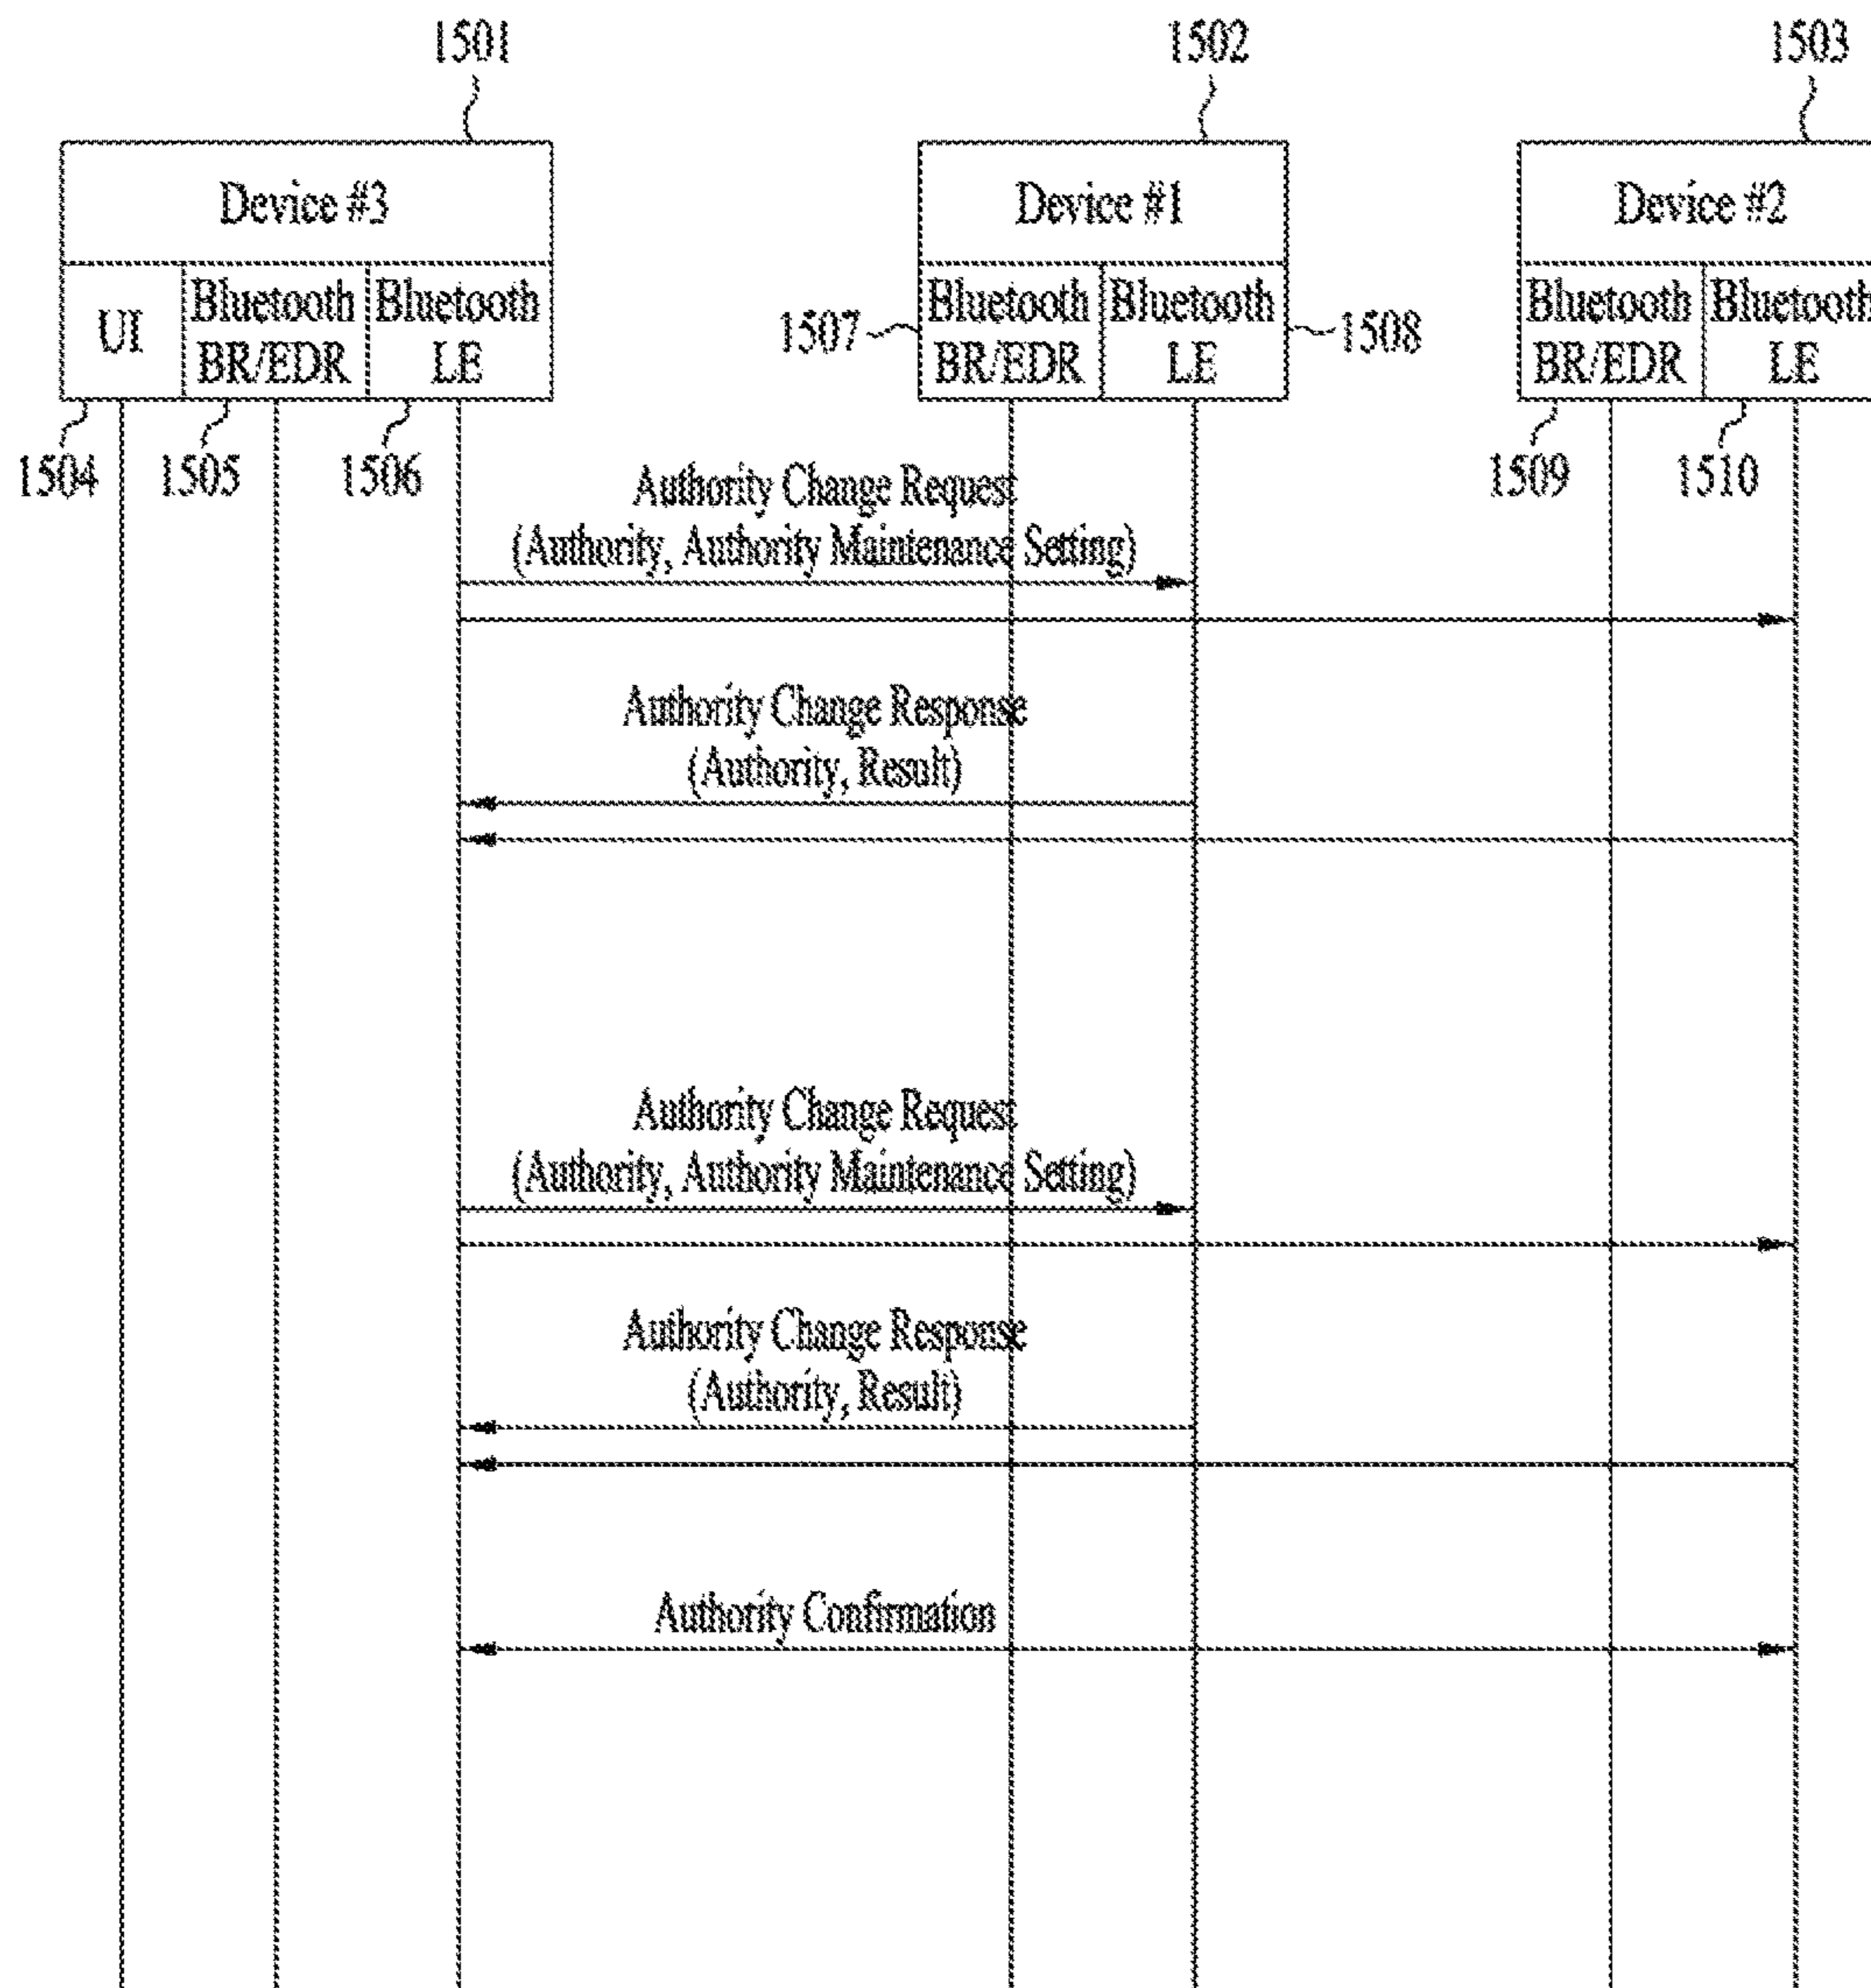 1501
1502
1503
Device #3
Device #1
Device #2
UI
Bluetooth
BR/EDR
Bluetooth
LE
1507
Bluetooth
BR/EDR
Bluetooth
LE
1508
Bluetooth
BR/EDR
Bluetooth
LE
1504
1505
1506
1509
1510
Authority Change Request
(Authority, Authority Maintenance Setting)
Authority Change Response
(Authority, Result)
Authority Change Request
(Authority, Authority Maintenance Setting)
Authority Change Response
(Authority, Result)
Authority Confirmation